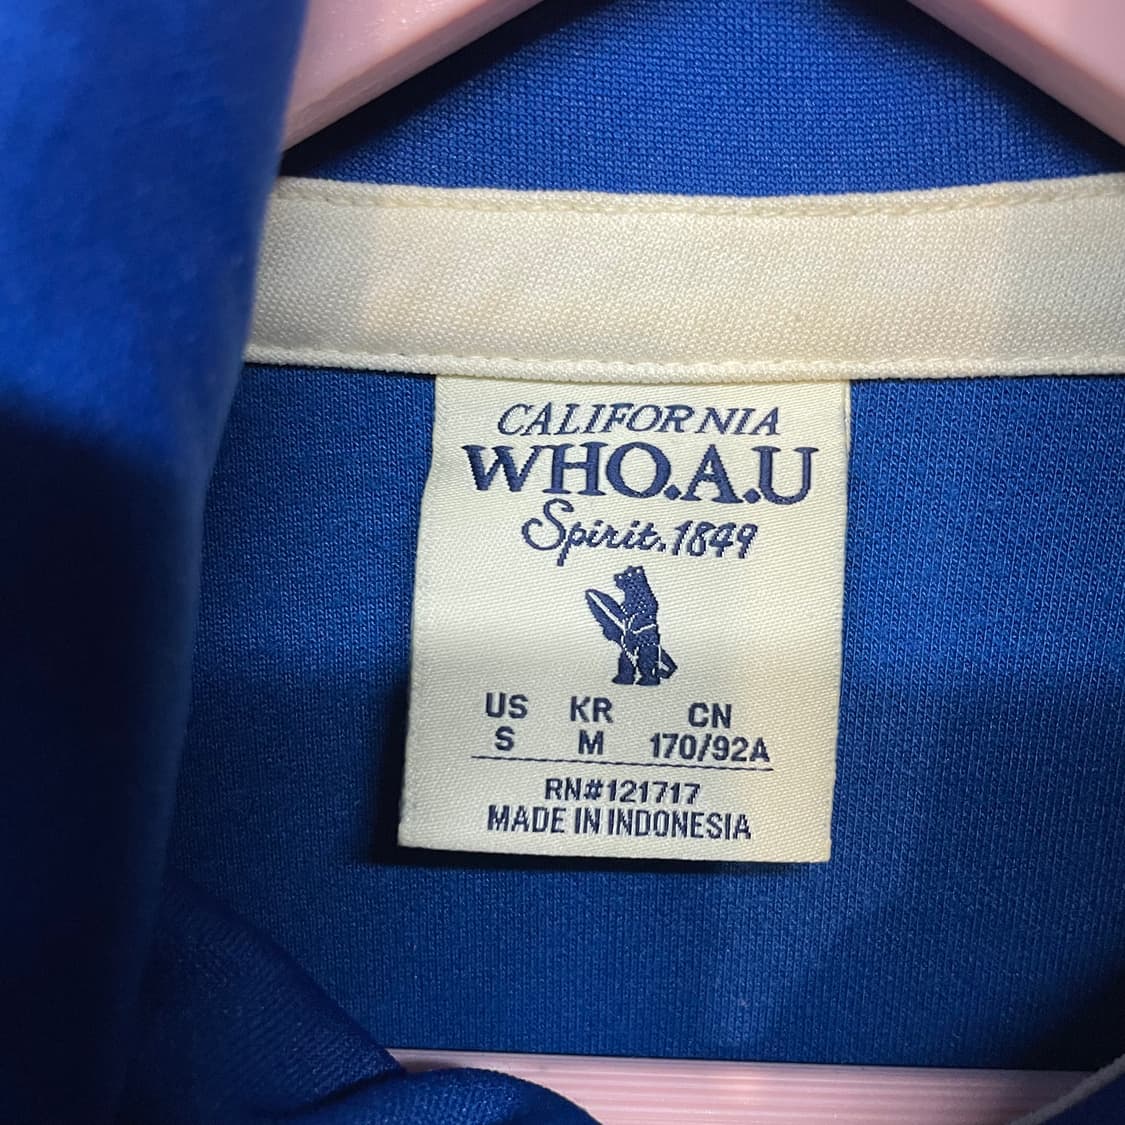 CALIFORNIA
WHO.A.U
Spirit.1849
US KR CN
S M 170/92A
RN#121717
MADE IN INDONESIA